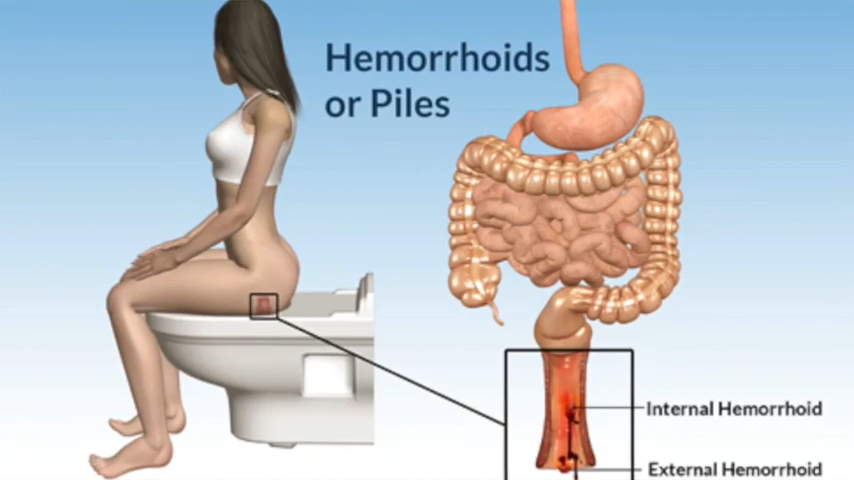 Hemorrhoids
or Piles
Internal Hemorrhoid
External Hemorrhoid